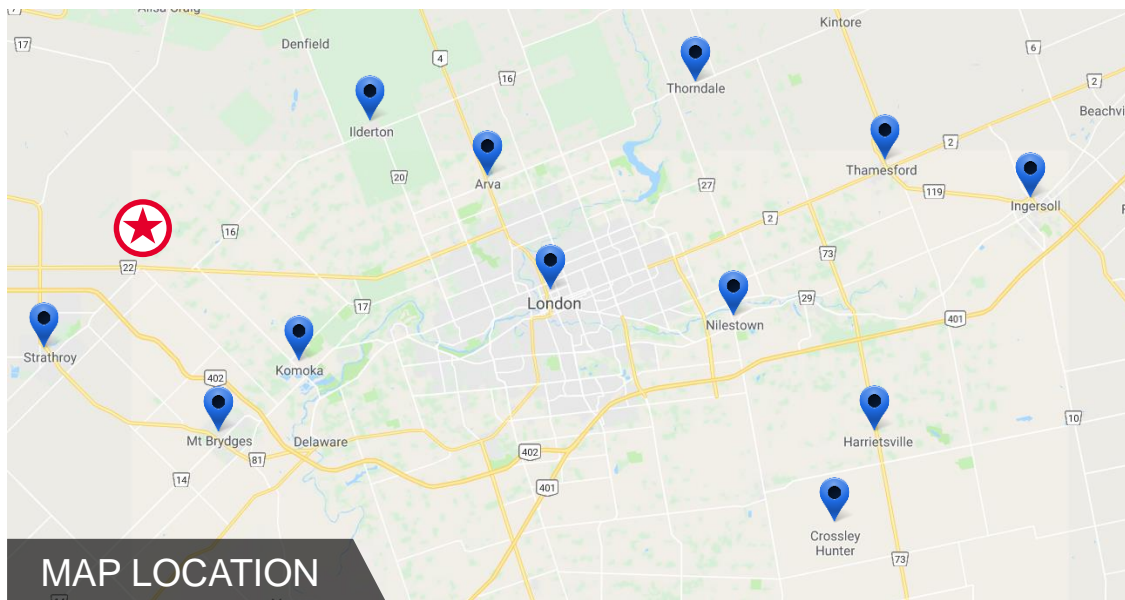 Ailsa Craig
7
Kintore
17
Denfield
4
6
16
2
Thorndale
Beachvi
Ilderton
2
Thamesford
20
Arva
27
119
Ingersoll
2
16
73
22
London
29
17
Nilestown
401
Strathroy
Komoka
402
10
Mt Brydges
Delaware
Harrietsville
402
81
14
401
Crossley
Hunter
73
MAP LOCATION